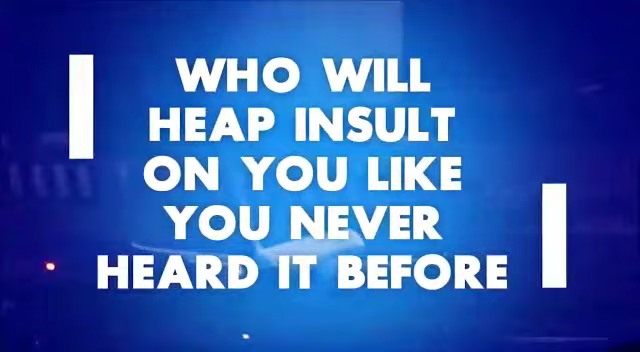 WHO WILL
HEAP INSULT
ON YOU LIKE
YOU NEVER
HEARD IT BEFORE